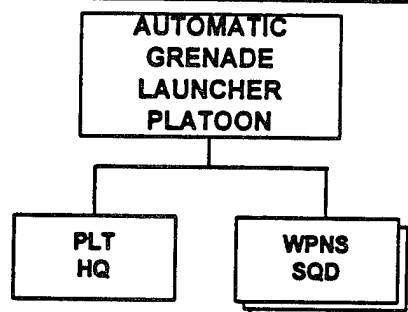 AUTOMATIC
GRENADE
LAUNCHER
PLATOON
PLT
HQ
WPNS
SQD